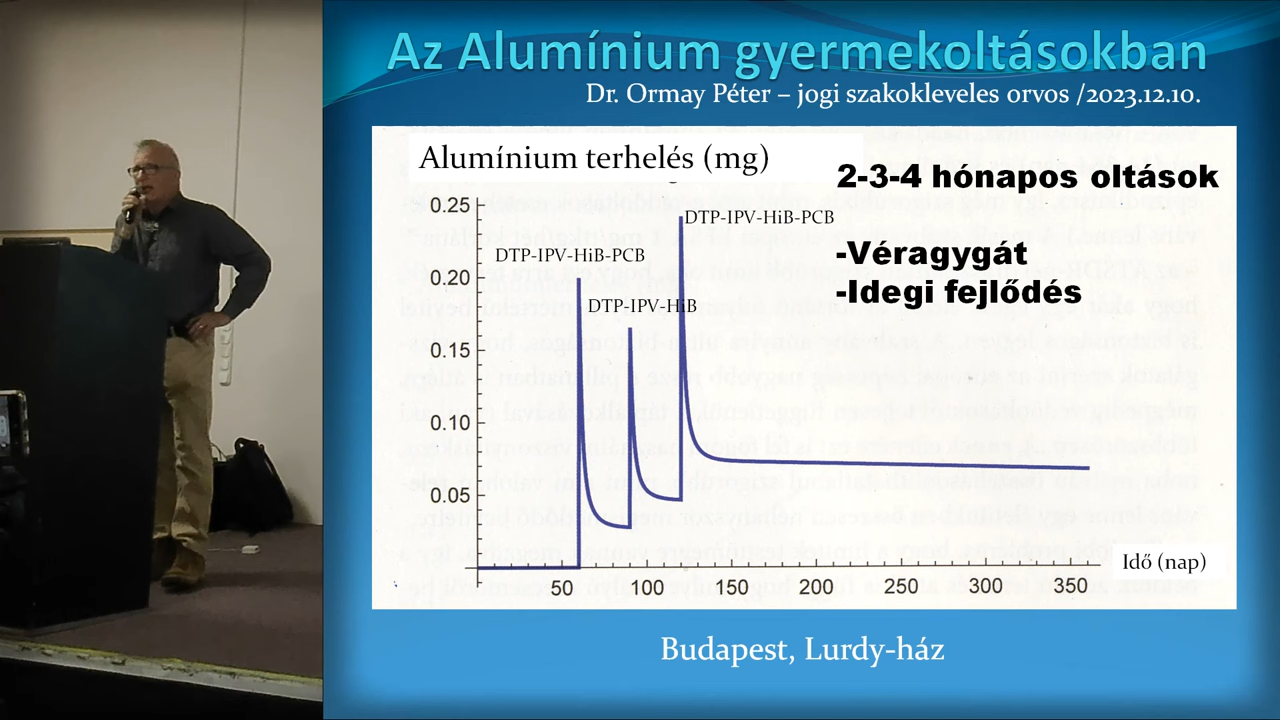 Az Alumínium gyermekoltásokban
Dr. Ormay Péter – jogi szakokleveles orvos /2023.12.10.
Alumínium terhelés (mg)
2-3-4 hónapos oltások
-Véragygát
-Idegi fejlődés
0.25
DTP-IPV-HiB-PCB
DTP-IPV-HiB-PCB
0.20
DTP-IPV-HiB
0.15
0.10
0.05
Idő (nap)
50 100 150 200 250 300 350
Budapest, Lurdy-ház